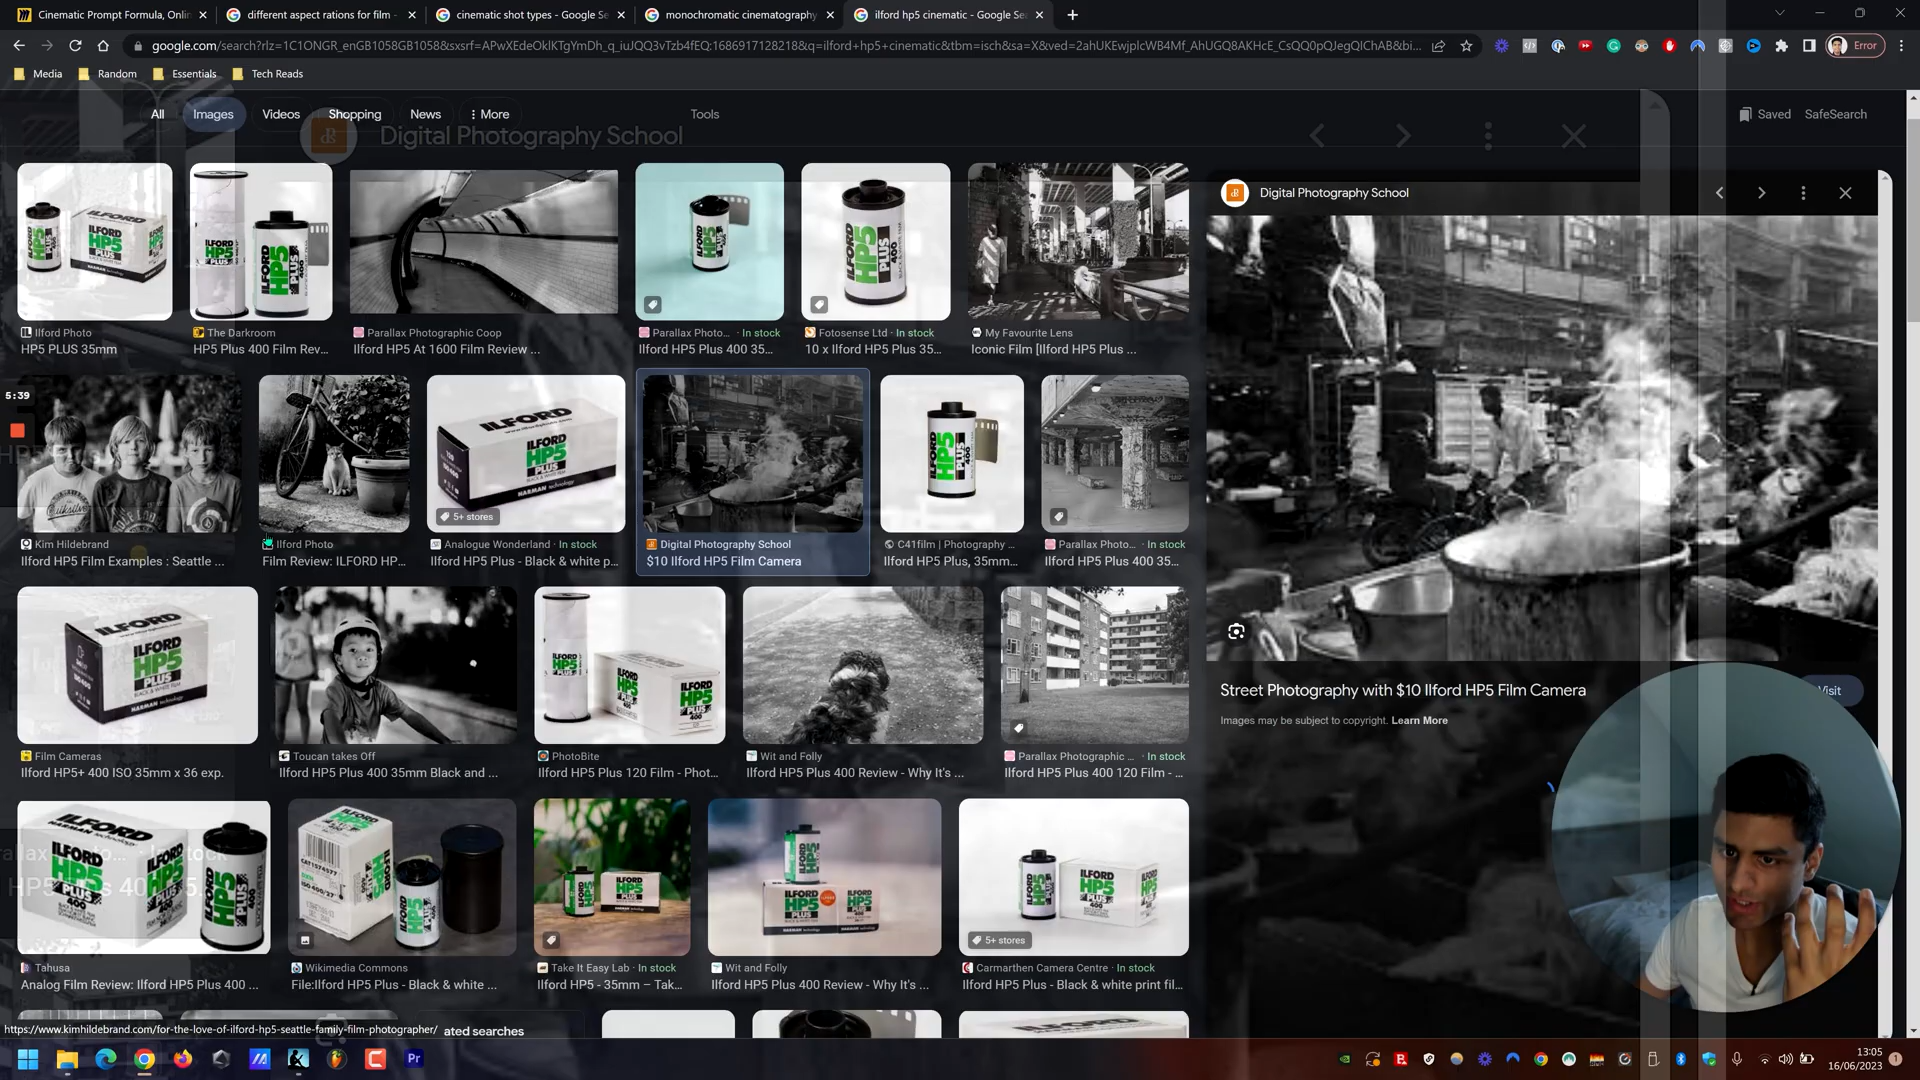 Cinematic Prompt Formula, Onlin
different aspect rations for film -
cinematic shot types - Google Se
monochromatic cinematography
ilford hp5 cinematic - Google Se
google.com/search?rlz=1C1ONGR_enGB1058GB1058&sxsrf=APwXEdeOklKTgYmDh_q_iuJQQ3vTzb4fEQ:1686917128218&q=ilford+hp5+cinematic&tbm=isch&sa=X&ved=2ahUKEwjplcWB4Mf_AhUGQ8AKHcE_CsQQ0pQJegQIChAB&bi...
Error
Media
Random
Essentials
Tech Reads
All
Images
Videos
Shopping
News
More
Tools
Saved
SafeSearch
Digital Photography School
Digital Photography School
Ilford Photo
HP5 PLUS 35mm
The Darkroom
HP5 Plus 400 Film Rev...
Parallax Photographic Coop
Ilford HP5 At 1600 Film Review ...
Parallax Photo... · In stock
Ilford HP5 Plus 400 35...
Fotosense Ltd · In stock
10 x Ilford HP5 Plus 35...
My Favourite Lens
Iconic Film [Ilford HP5 Plus ...
5:39
5+ stores
Kim Hildebrand
Ilford HP5 Film Examples : Seattle ...
Ilford Photo
Film Review: ILFORD HP...
Analogue Wonderland · In stock
Ilford HP5 Plus - Black & white p...
Digital Photography School
$10 Ilford HP5 Film Camera
C41film | Photography ...
Ilford HP5 Plus, 35mm...
Parallax Photo... · In stock
Ilford HP5 Plus 400 35...
Street Photography with $10 Ilford HP5 Film Camera
Visit
Images may be subject to copyright. Learn More
Film Cameras
Ilford HP5+ 400 ISO 35mm x 36 exp.
Toucan takes Off
Ilford HP5 Plus 400 35mm Black and ...
PhotoBite
Ilford HP5 Plus 120 Film - Phot...
Wit and Folly
Ilford HP5 Plus 400 Review - Why It's ...
Parallax Photographic ... · In stock
Ilford HP5 Plus 400 120 Film - ...
5+ stores
Tahusa
Analog Film Review: Ilford HP5 Plus 400 ...
Wikimedia Commons
File:Ilford HP5 Plus - Black & white ...
Take It Easy Lab · In stock
Ilford HP5 - 35mm – Tak...
Wit and Folly
Ilford HP5 Plus 400 Review - Why It's ...
Carmarthen Camera Centre · In stock
Ilford HP5 Plus - Black & white print fil...
https://www.kimhildebrand.com/for-the-love-of-ilford-hp5-seattle-family-film-photographer/
ated searches
13:05
16/06/2023